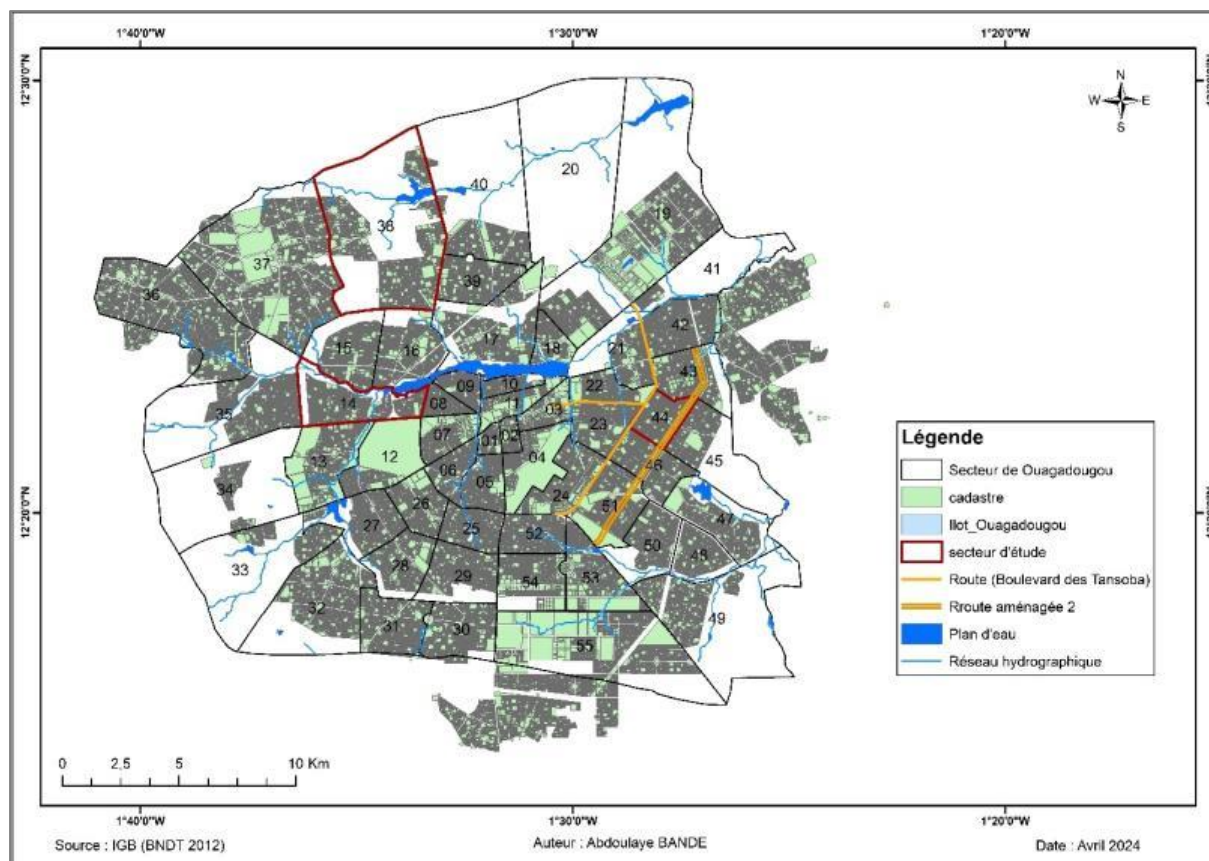 1°40'0"W 1°30'0"W 1°20'0"W
12°30'0"N
N
W E
S
20
40
38
19
37
41
39
36
42
15 16 17 18 21
43
10
09 22
14 08 11 03
35 44
07 02 23
01
13 12 04 45
06 46
34 05
26 24 51
47
27 25 52 50
48
33 28 29 54 53
32 49
31 30
55
12°20'0"N
Légende
Secteur de Ouagadougou
cadastre
Ilot_Ouagadougou
secteur d'étude
Route (Boulevard des Tansoba)
Rroute aménagée 2
Plan d'eau
Réseau hydrographique
0 2,5 5 10 Km
1°40'0"W 1°30'0"W 1°20'0"W
Source : IGB (BNDT 2012) Auteur : Abdoulaye BANDE Date : Avril 2024